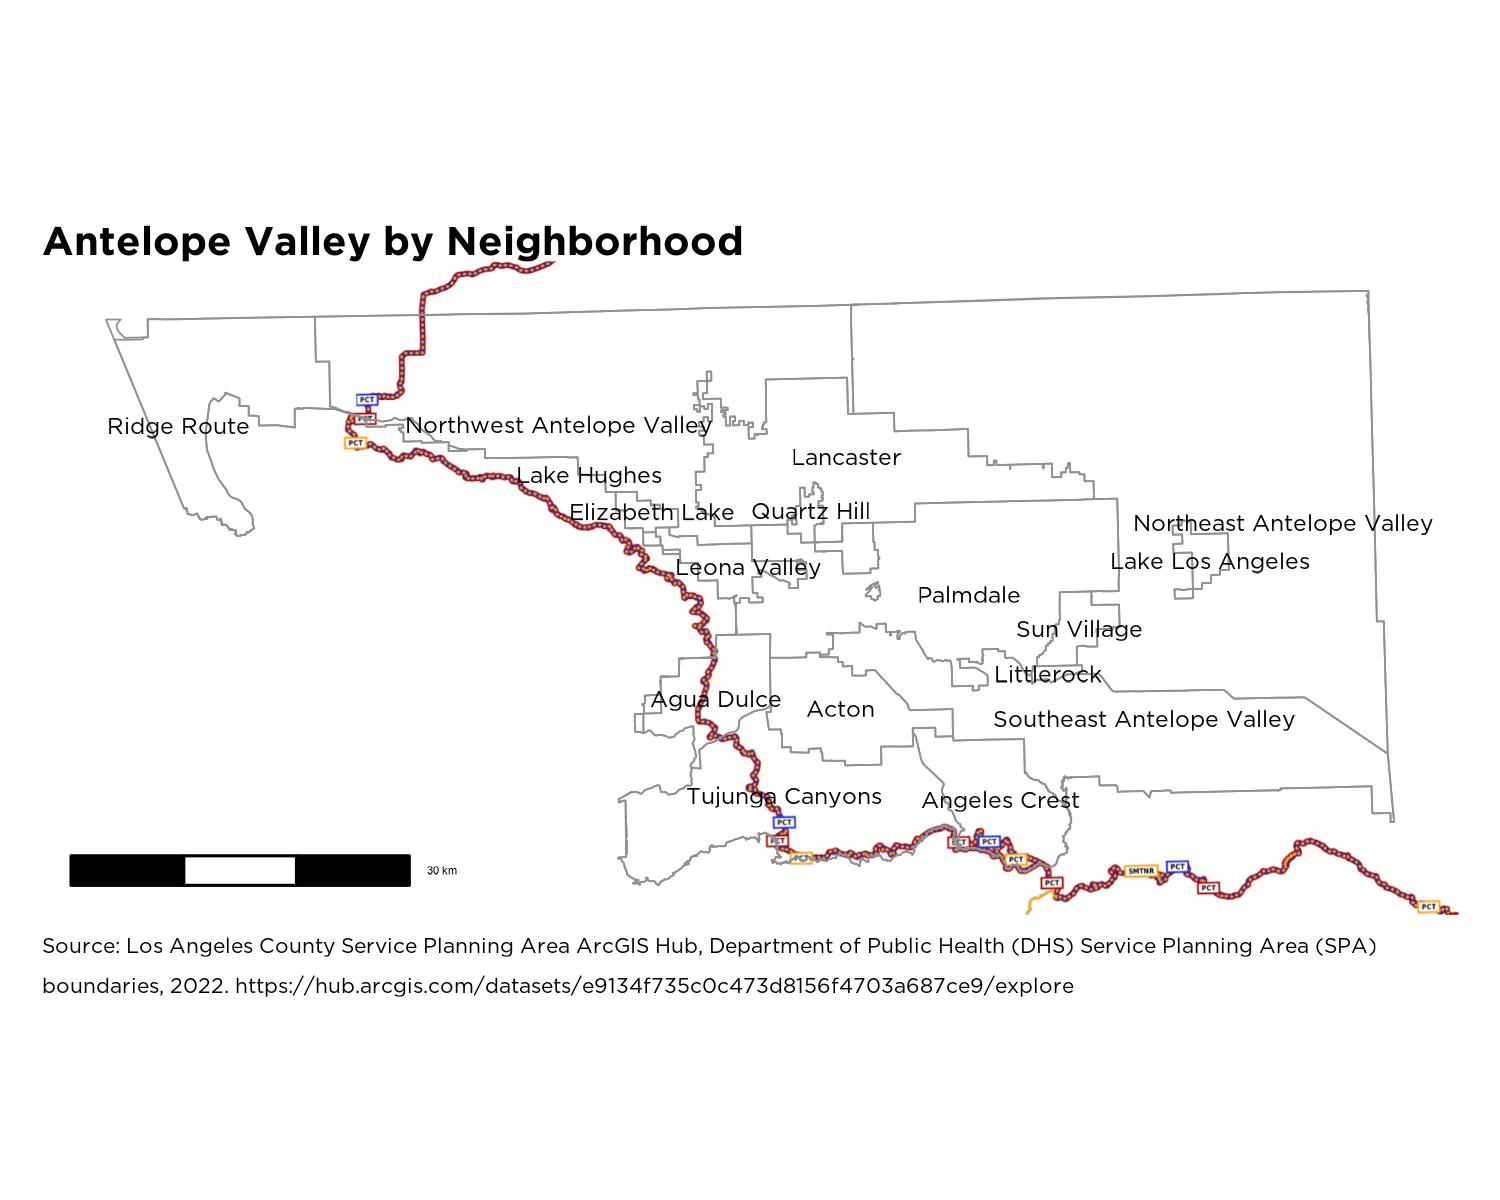 Antelope Valley by Neighborhood
PCT
PCT
Ridge Route
Northwest Antelope Valley
PCT
Lancaster
Lake Hughes
Elizabeth Lake
Quartz Hill
Northeast Antelope Valley
Lake Los Angeles
Leona Valley
Palmdale
Sun Village
Littlerock
Agua Dulce
Acton
Southeast Antelope Valley
Tujunga Canyons
Angeles Crest
PCT
PCT
PCT
PCT
PCT
PCT
PCT
SMTNR
PCT
PCT
PCT
30 km
Source: Los Angeles County Service Planning Area ArcGIS Hub, Department of Public Health (DHS) Service Planning Area (SPA)
boundaries, 2022. https://hub.arcgis.com/datasets/e9134f735c0c473d8156f4703a687ce9/explore